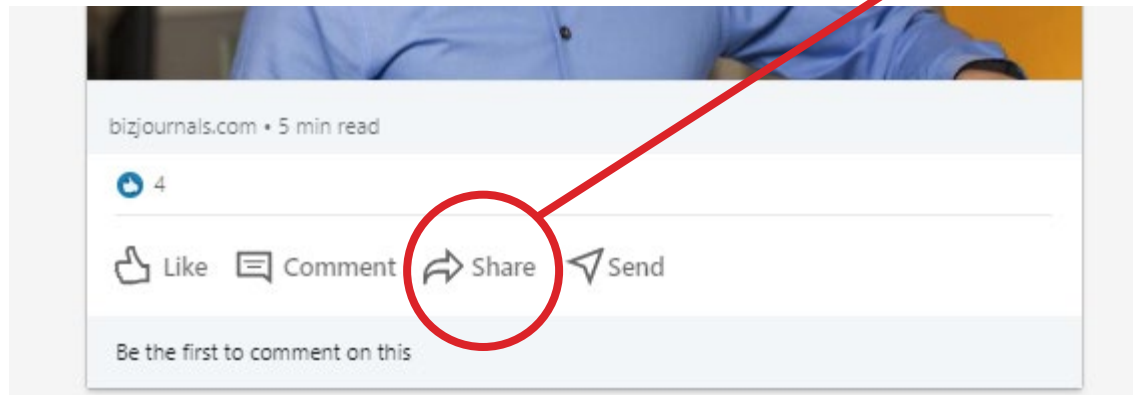 bizjournals.com • 5 min read
4
Like Comment Share Send
Be the first to comment on this